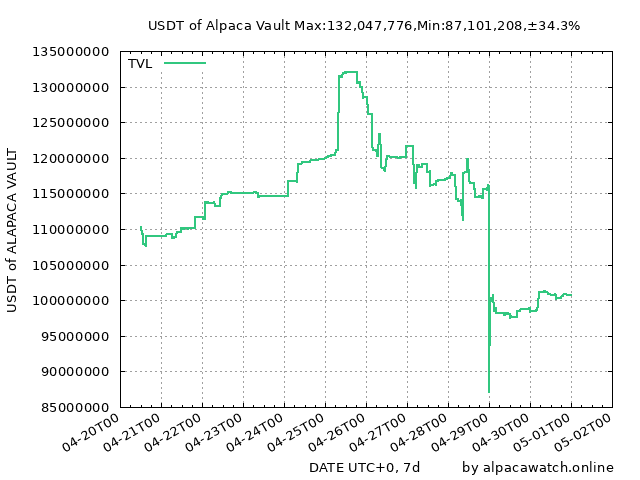 USDT of Alpaca Vault Max:132,047,776,Min:87,101,208,±34.3%
TVL
135000000
130000000
125000000
120000000
115000000
110000000
105000000
100000000
95000000
90000000
85000000
USDT of ALAPACA VAULT
04-20T00
04-21T00
04-22T00
04-23T00
04-24T00
04-25T00
04-26T00
04-27T00
04-28T00
04-29T00
04-30T00
05-01T00
05-02T00
DATE UTC+0, 7d
by alpacawatch.online